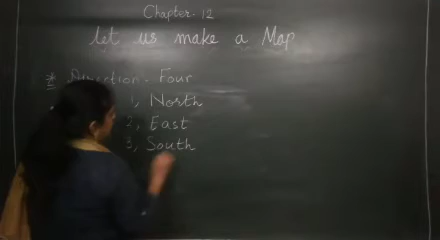 Chapter-12
let us make a Map
* Direction - Four
1, North
2, East
3, South